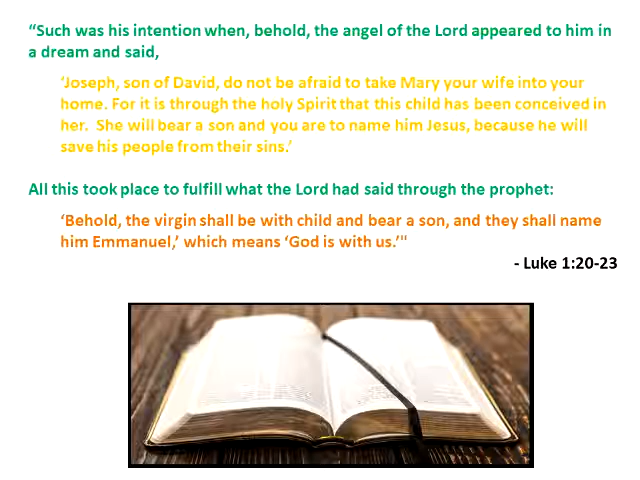 “Such was his intention when, behold, the angel of the Lord appeared to him in
a dream and said,
‘Joseph, son of David, do not be afraid to take Mary your wife into your
home. For it is through the holy Spirit that this child has been conceived in
her.  She will bear a son and you are to name him Jesus, because he will
save his people from their sins.’
All this took place to fulfill what the Lord had said through the prophet:
‘Behold, the virgin shall be with child and bear a son, and they shall name
him Emmanuel,’ which means ‘God is with us.’"
- Luke 1:20-23